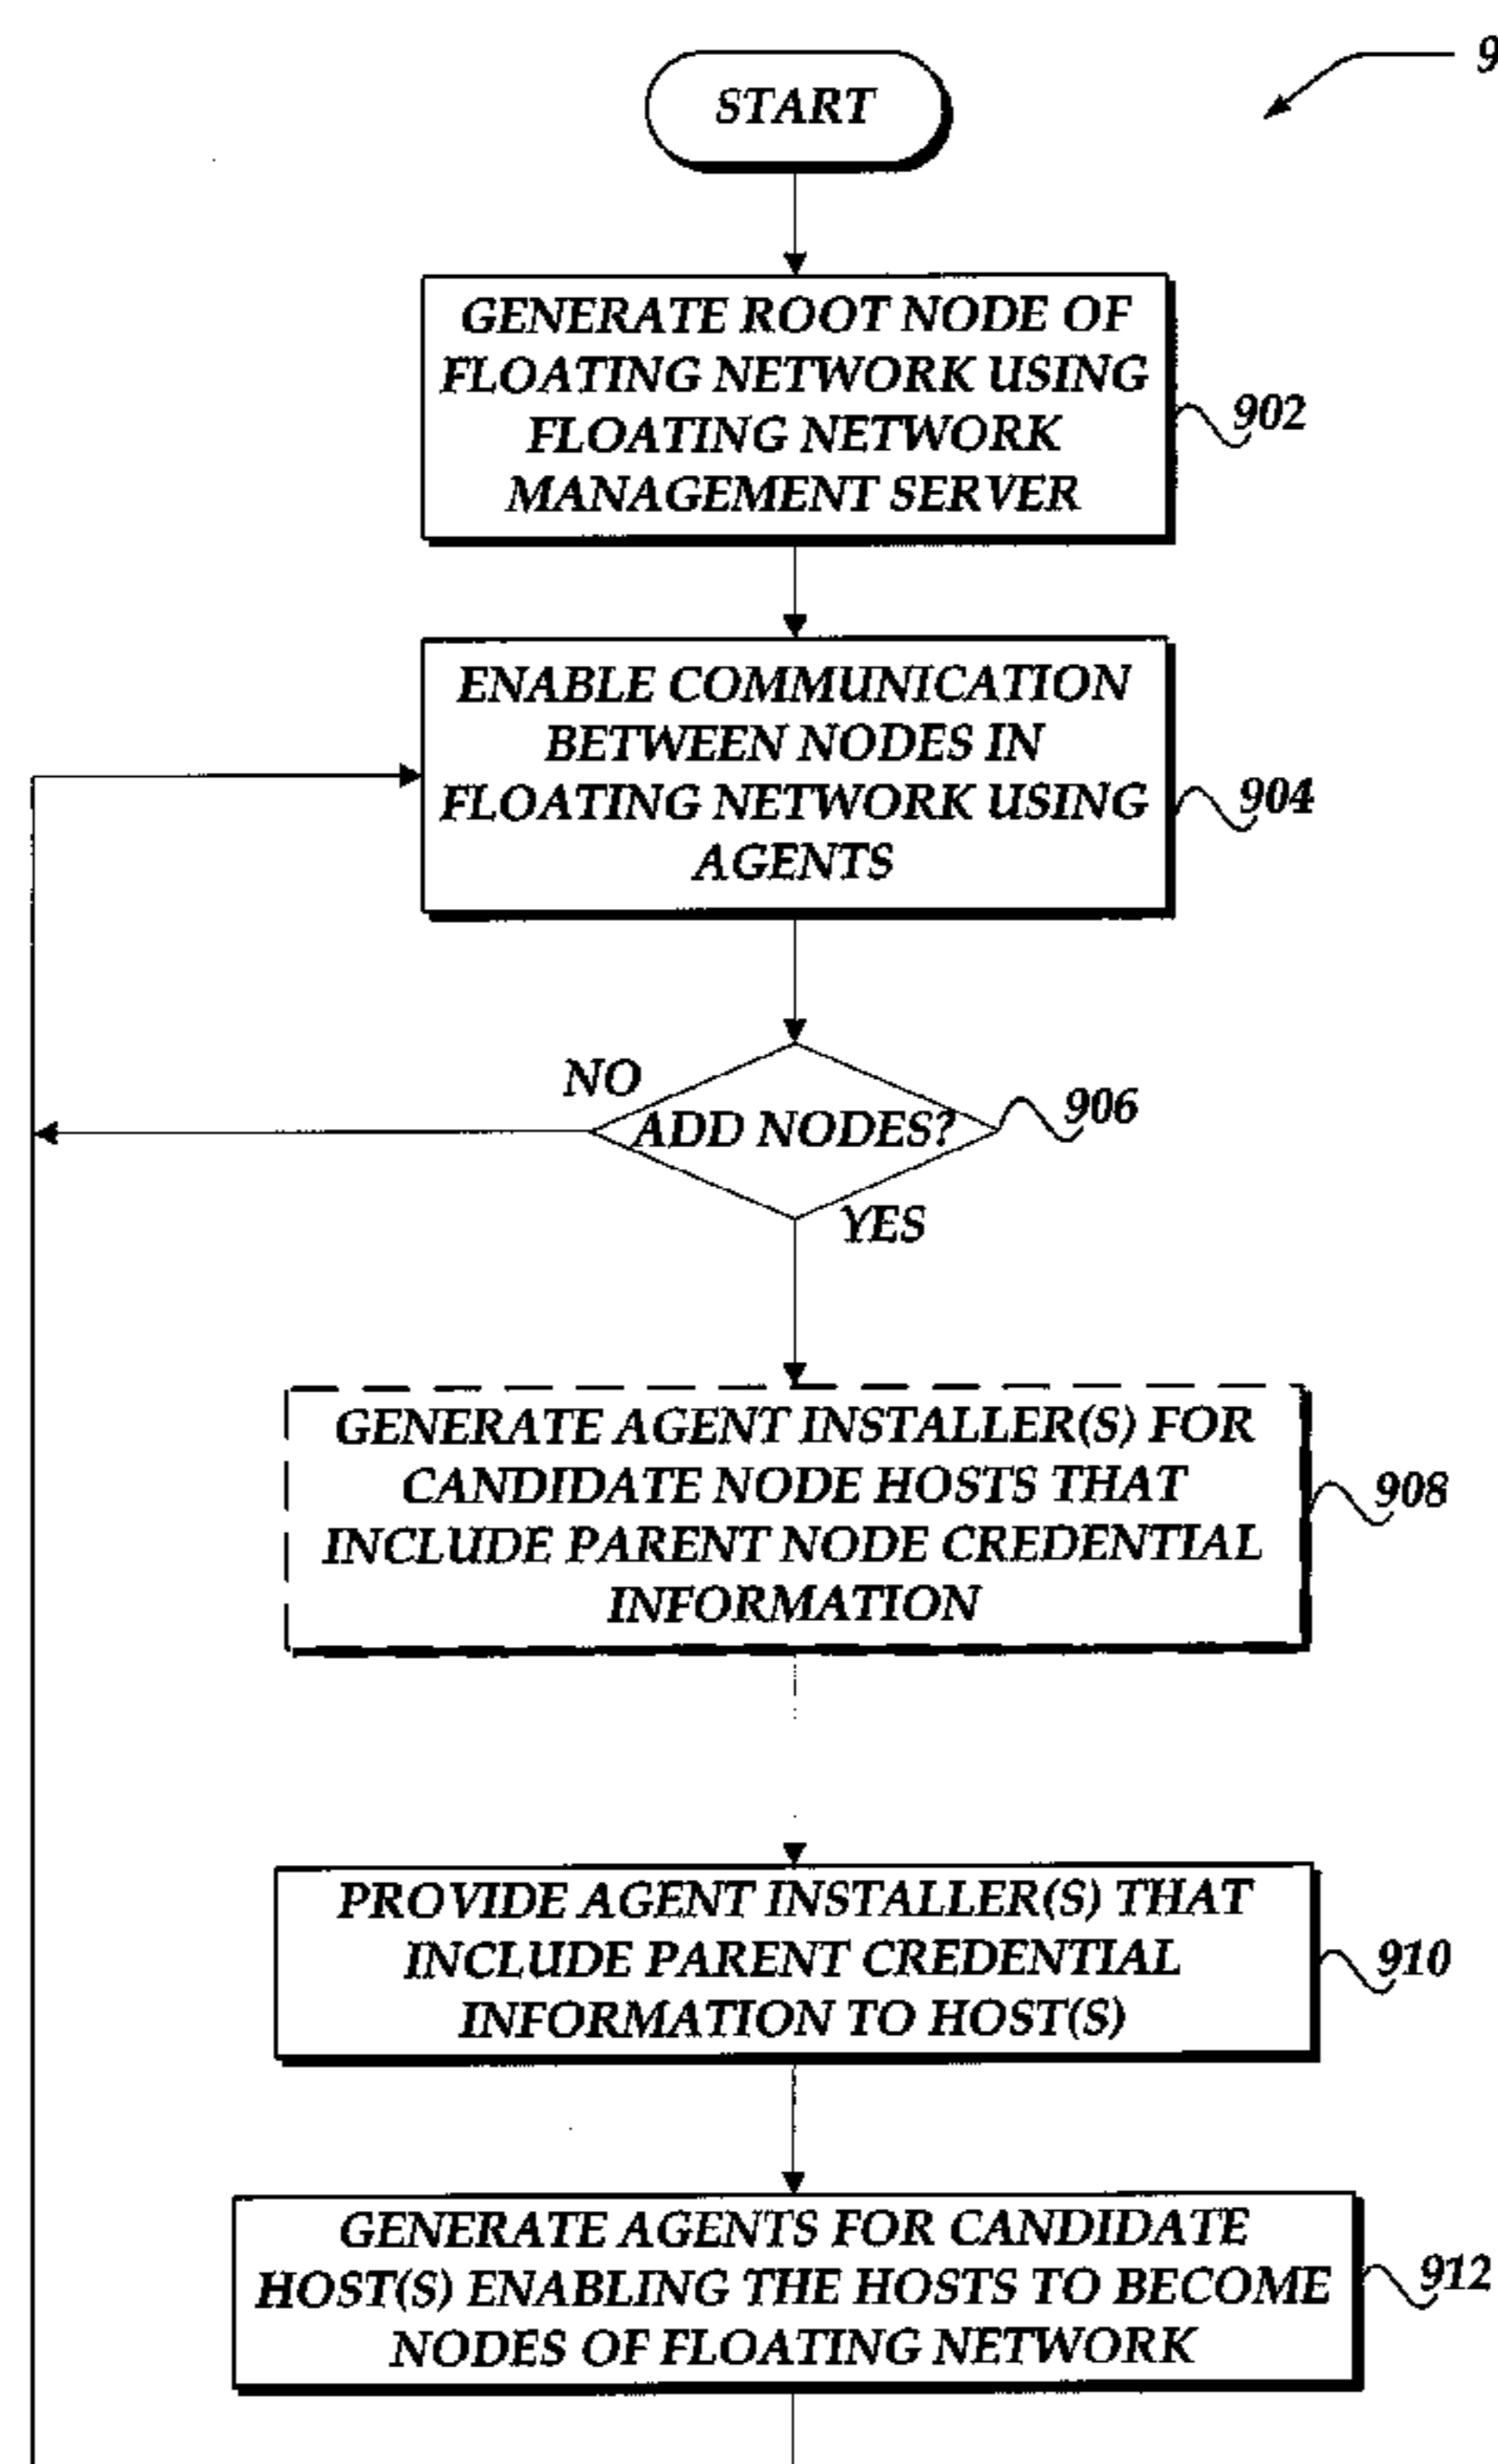 9
START
GENERATE ROOT NODE OF
FLOATING NETWORK USING
FLOATING NETWORK
MANAGEMENT SERVER
902
ENABLE COMMUNICATION
BETWEEN NODES IN
FLOATING NETWORK USING
AGENTS
904
NO
ADD NODES?
906
YES
GENERATE AGENT INSTALLER(S) FOR
CANDIDATE NODE HOSTS THAT
INCLUDE PARENT NODE CREDENTIAL
INFORMATION
908
PROVIDE AGENT INSTALLER(S) THAT
INCLUDE PARENT CREDENTIAL
INFORMATION TO HOST(S)
910
GENERATE AGENTS FOR CANDIDATE
HOST(S) ENABLING THE HOSTS TO BECOME
NODES OF FLOATING NETWORK
912